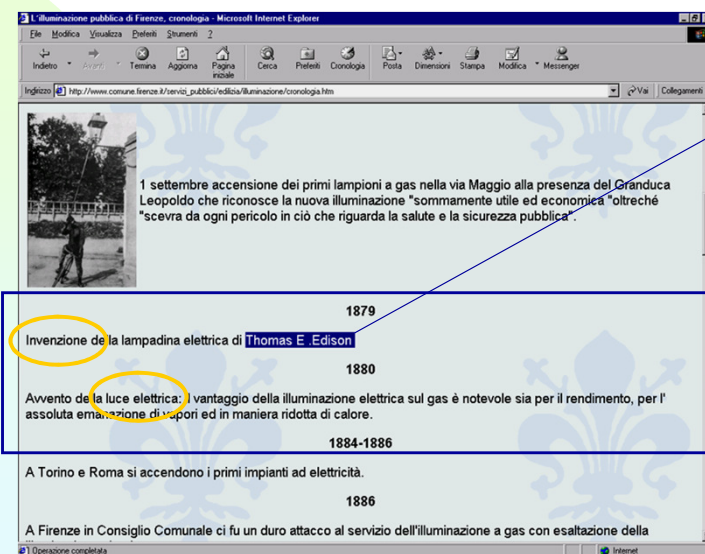 L'illuminazione pubblica di Firenze, cronologia - Microsoft Internet Explorer
File Modifica Visualizza Preferiti Strumenti ?
Indietro Avanti Termina Aggiorna Pagina iniziale Cerca Preferiti Cronologia Posta Dimensioni Stampa Modifica Messenger
Indirizzo http://www.comune.firenze.it/servizi_pubblici/edilizia/illuminazione/cronologia.htm Vai Collegamenti
1 settembre accensione dei primi lampioni a gas nella via Maggio alla presenza del Granduca
Leopoldo che riconosce la nuova illuminazione "sommamente utile ed economica "oltreché
"scevra da ogni pericolo in ciò che riguarda la salute e la sicurezza pubblica".
1879
Invenzione della lampadina elettrica di Thomas E .Edison
1880
Avvento della luce elettrica: il vantaggio della illuminazione elettrica sul gas è notevole sia per il rendimento, per l'
assoluta emanazione di vapori ed in maniera ridotta di calore.
1884-1886
A Torino e Roma si accendono i primi impianti ad elettricità.
1886
A Firenze in Consiglio Comunale ci fu un duro attacco al servizio dell'illuminazione a gas con esaltazione della
Operazione completata Internet